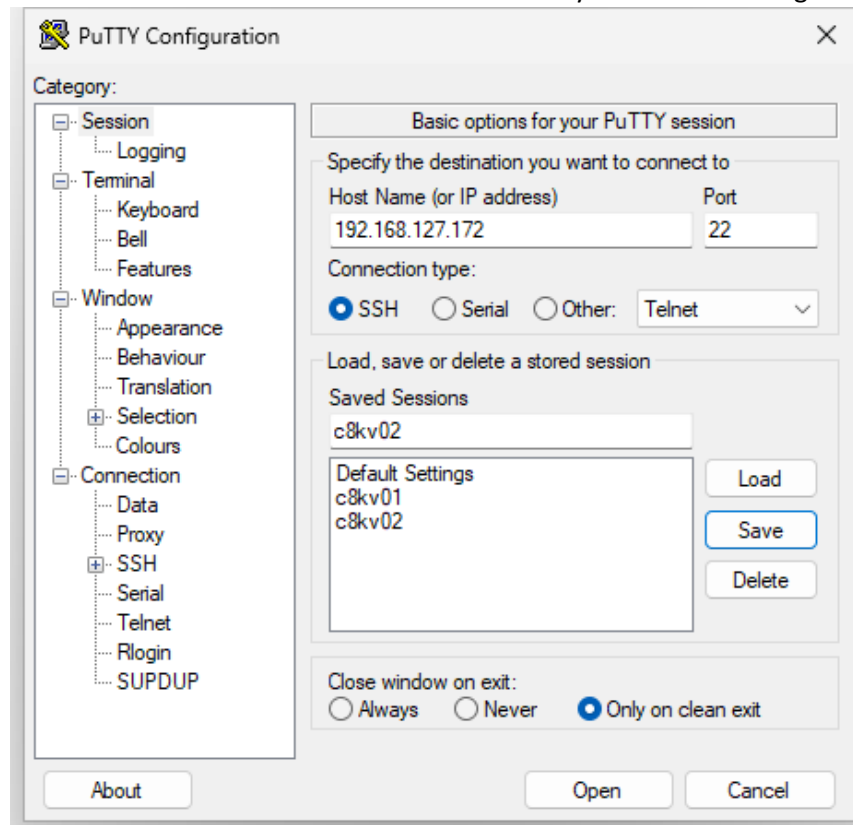 PuTTY Configuration
Category:
Session
Logging
Terminal
Keyboard
Bell
Features
Window
Appearance
Behaviour
Translation
Selection
Colours
Connection
Data
Proxy
SSH
Serial
Telnet
Rlogin
SUPDUP
Basic options for your PuTTY session
Specify the destination you want to connect to
Host Name (or IP address) Port
192.168.127.172 22
Connection type:
SSH Serial Other: Telnet
Load, save or delete a stored session
Saved Sessions
c8kv02
Default Settings
c8kv01
c8kv02
Load
Save
Delete
Close window on exit:
Always Never Only on clean exit
About Open Cancel